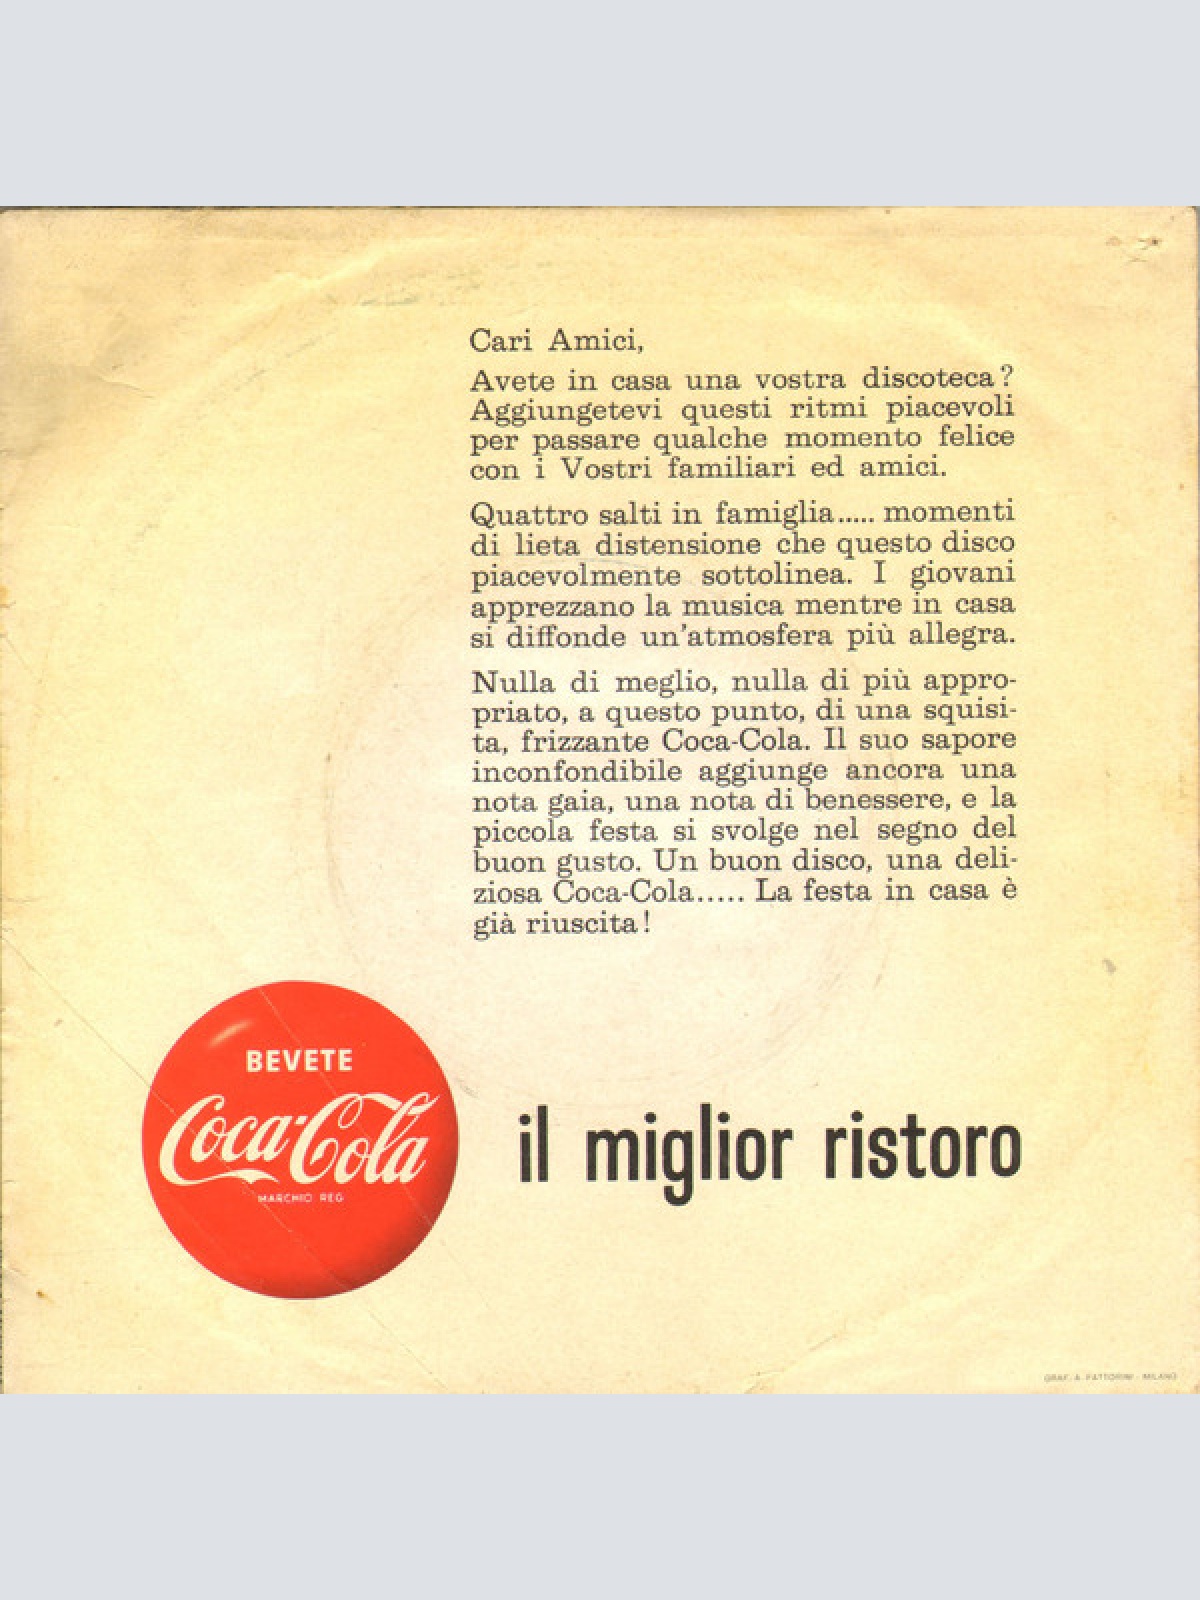 Cari Amici,
Avete in casa una vostra discoteca?
Aggiungetevi questi ritmi piacevoli
per passare qualche momento felice
con i Vostri familiari ed amici.
Quattro salti in famiglia..... momenti
di lieta distensione che questo disco
piacevolmente sottolinea. I giovani
apprezzano la musica mentre in casa
si diffonde un'atmosfera più allegra.
Nulla di meglio, nulla di più appro-
priato, a questo punto, di una squisi-
ta, frizzante Coca-Cola. Il suo sapore
inconfondibile aggiunge ancora una
nota gaia, una nota di benessere, e la
piccola festa si svolge nel segno del
buon gusto. Un buon disco, una deli-
ziosa Coca-Cola..... La festa in casa è
già riuscita!
BEVETE
Coca-Cola
MARCHIO REG
il miglior ristoro
GRAF. A. FATTORINI - MILANO